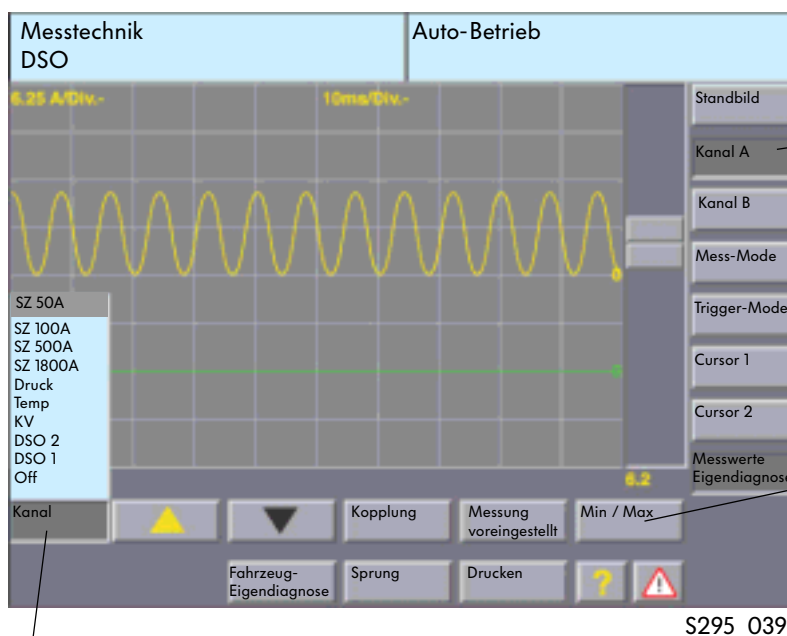 Messtechnik
DSO
Auto-Betrieb
6.25 A/Div.-
10ms/Div.-
Standbild
Kanal A
Kanal B
Mess-Mode
Trigger-Mode
Cursor 1
Cursor 2
Messwerte
Eigendiagnose
0
SZ 50A
SZ 100A
SZ 500A
SZ 1800A
Druck
Temp
KV
DSO 2
DSO 1
Off
6.2
Kanal
Kopplung
Messung
voreingestellt
Min / Max
Fahrzeug-
Eigendiagnose
Sprung
Drucken
?
S295_039